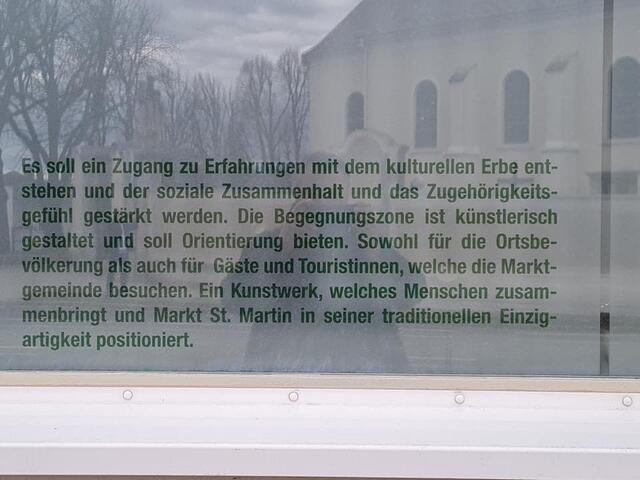 Es soll ein Zugang zu Erfahrungen mit dem kulturellen Erbe ent-
stehen und der soziale Zusammenhalt und das Zugehörigkeits-
gefühl gestärkt werden. Die Begegnungszone ist künstlerisch
gestaltet und soll Orientierung bieten. Sowohl für die Ortsbe-
völkerung als auch für Gäste und Touristinnen, welche die Markt-
gemeinde besuchen. Ein Kunstwerk, welches Menschen zusam-
menbringt und Markt St. Martin in seiner traditionellen Einzig-
artigkeit positioniert.